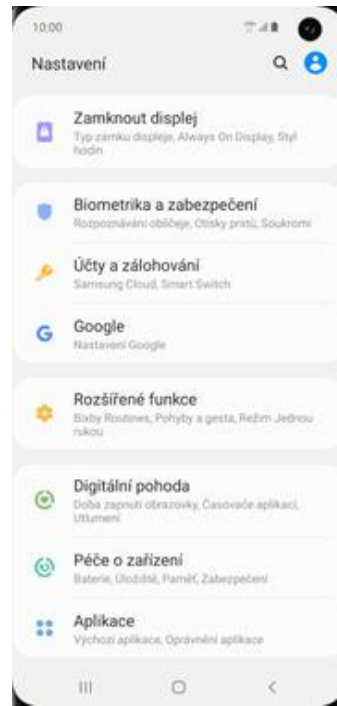 10:00
Nastavení
Zamknout displej
Typ zámku displeje, Always On Display, Styl
hodin
Biometrika a zabezpečení
Rozpoznávání obličeje, Otisky prstů, Soukromí
Účty a zálohování
Samsung Cloud, Smart Switch
Google
Nastavení Google
Rozšířené funkce
Bixby Routines, Pohyby a gesta, Režim Jednou
rukou
Digitální pohoda
Doba zapnutí obrazovky, Časovače aplikací,
Utlumení
Péče o zařízení
Baterie, Úložiště, Paměť, Zabezpečení
Aplikace
Výchozí aplikace, Oprávnění aplikace